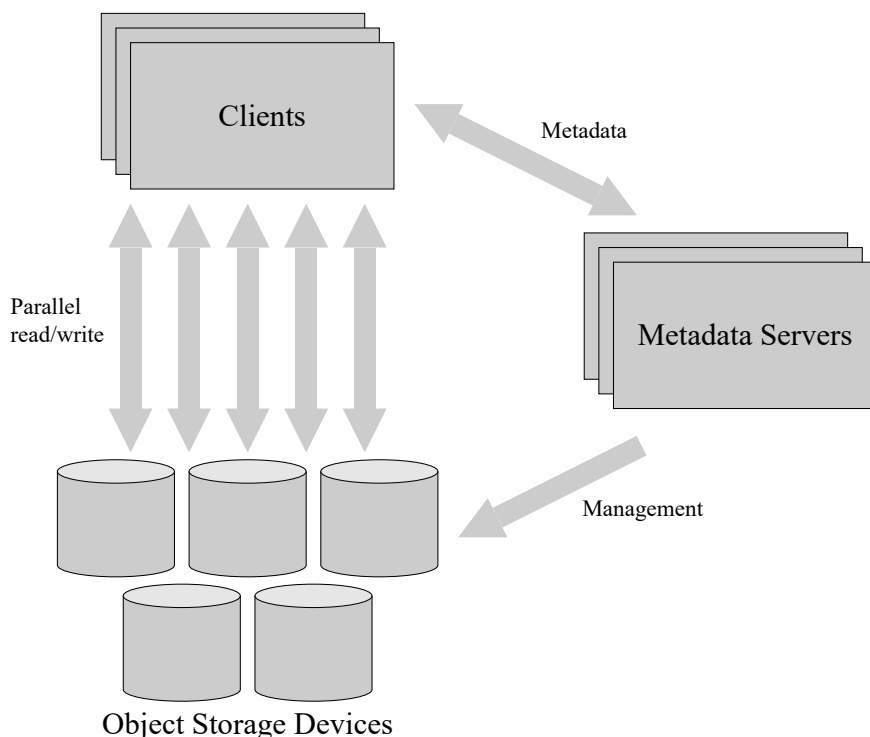 Clients
Metadata
Parallel
read/write
Metadata Servers
Management
Object Storage Devices